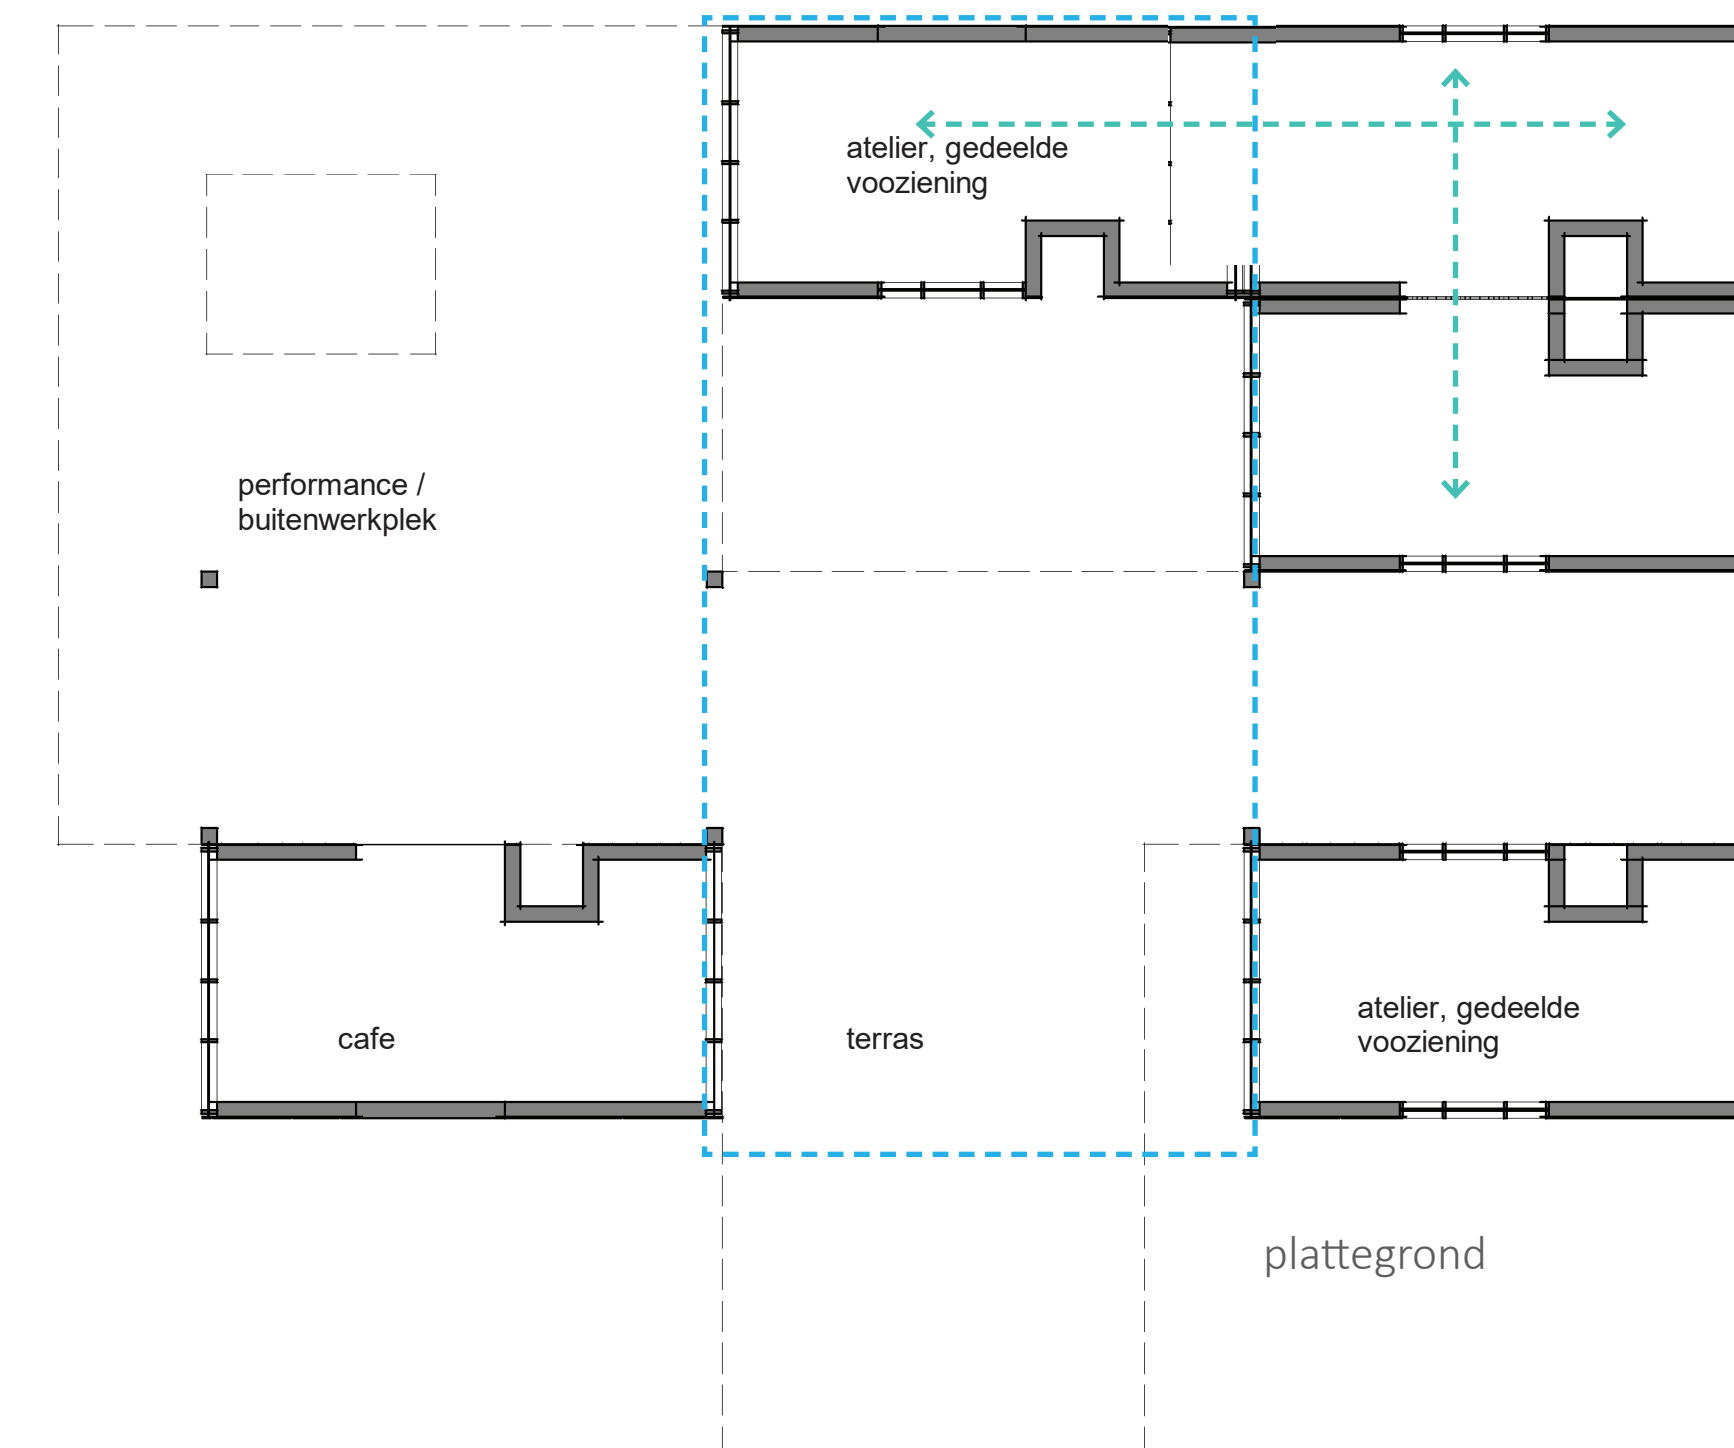 atelier, gedeelde
vooziening
performance /
buitenwerkplek
cafe
terras
atelier, gedeelde
vooziening
plattegrond